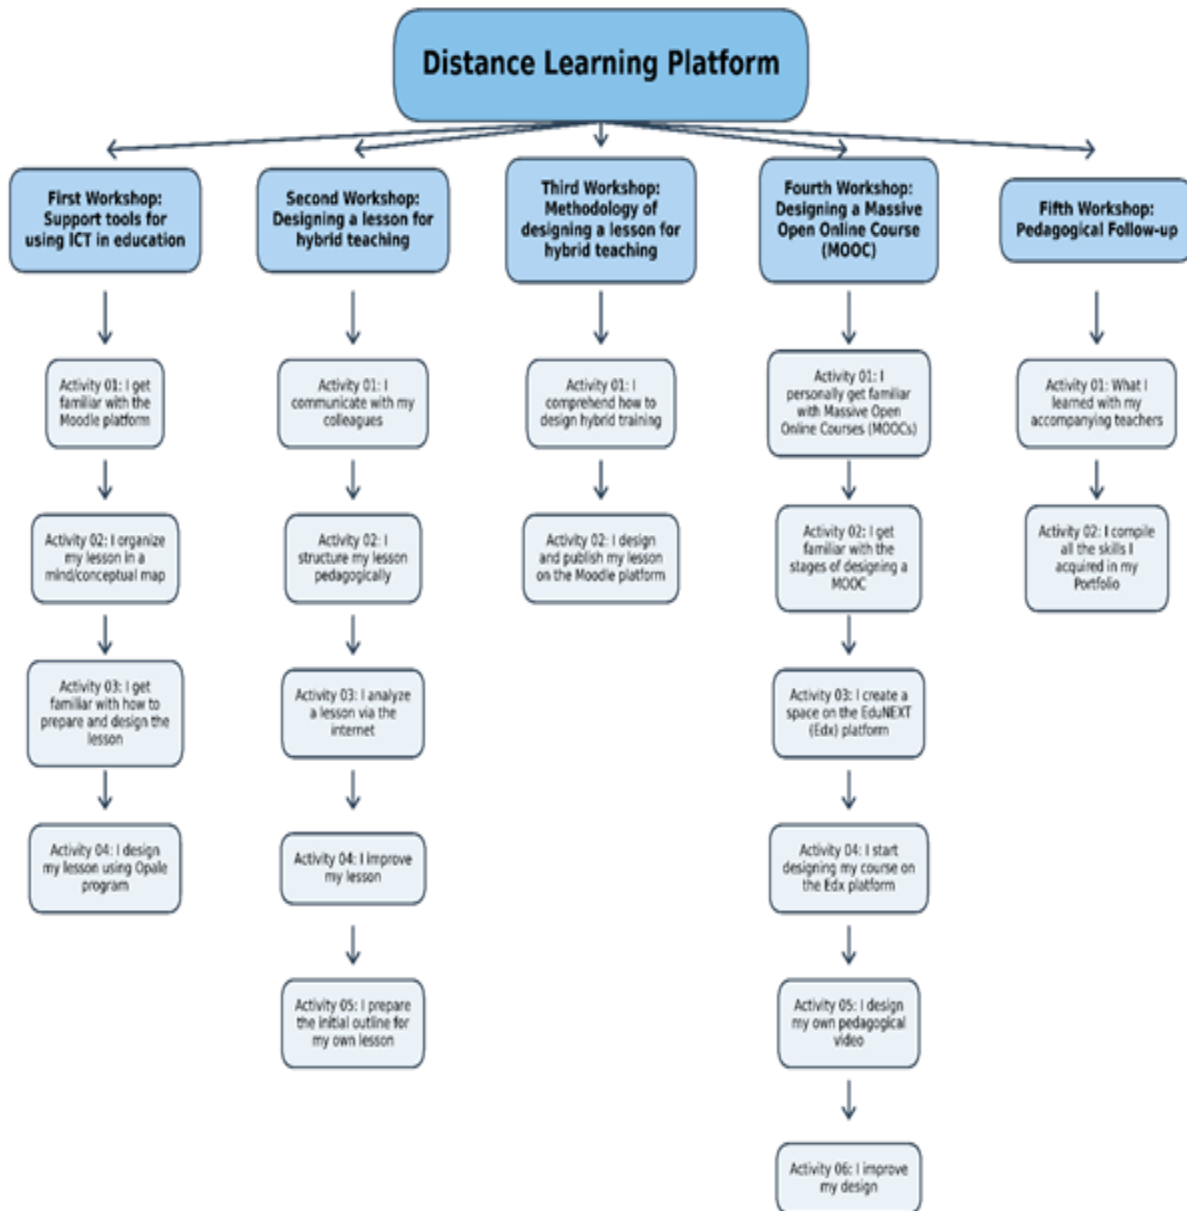 Distance Learning Platform
First Workshop:
Support tools for
using ICT in education
Second Workshop:
Designing a lesson for
hybrid teaching
Third Workshop:
Methodology of
designing a lesson for
hybrid teaching
Fourth Workshop:
Designing a Massive
Open Online Course
(MOOC)
Fifth Workshop:
Pedagogical Follow-up
Activity 01: I get
familiar with the
Moodle platform
Activity 01: I
communicate with my
colleagues
Activity 01: I
comprehend how to
design hybrid training
Activity 01: I
personally get familiar
with Massive Open
Online Courses (MOOCs)
Activity 01: What I
learned with my
accompanying teachers
Activity 02: I organize
my lesson in a
mind/conceptual map
Activity 02: I
structure my lesson
pedagogically
Activity 02: I design
and publish my lesson
on the Moodle platform
Activity 02: I get
familiar with the
stages of designing a
MOOC
Activity 02: I compile
all the skills I
acquired in my
Portfolio
Activity 03: I get
familiar with how to
prepare and design the
lesson
Activity 03: I analyze
a lesson via the
internet
Activity 03: I create a
space on the EduNEXT
(Edx) platform
Activity 04: I design
my lesson using Opale
program
Activity 04: I improve
my lesson
Activity 04: I start
designing my course on
the Edx platform
Activity 05: I prepare
the initial outline for
my own lesson
Activity 05: I design
my own pedagogical
video
Activity 06: I improve
my design